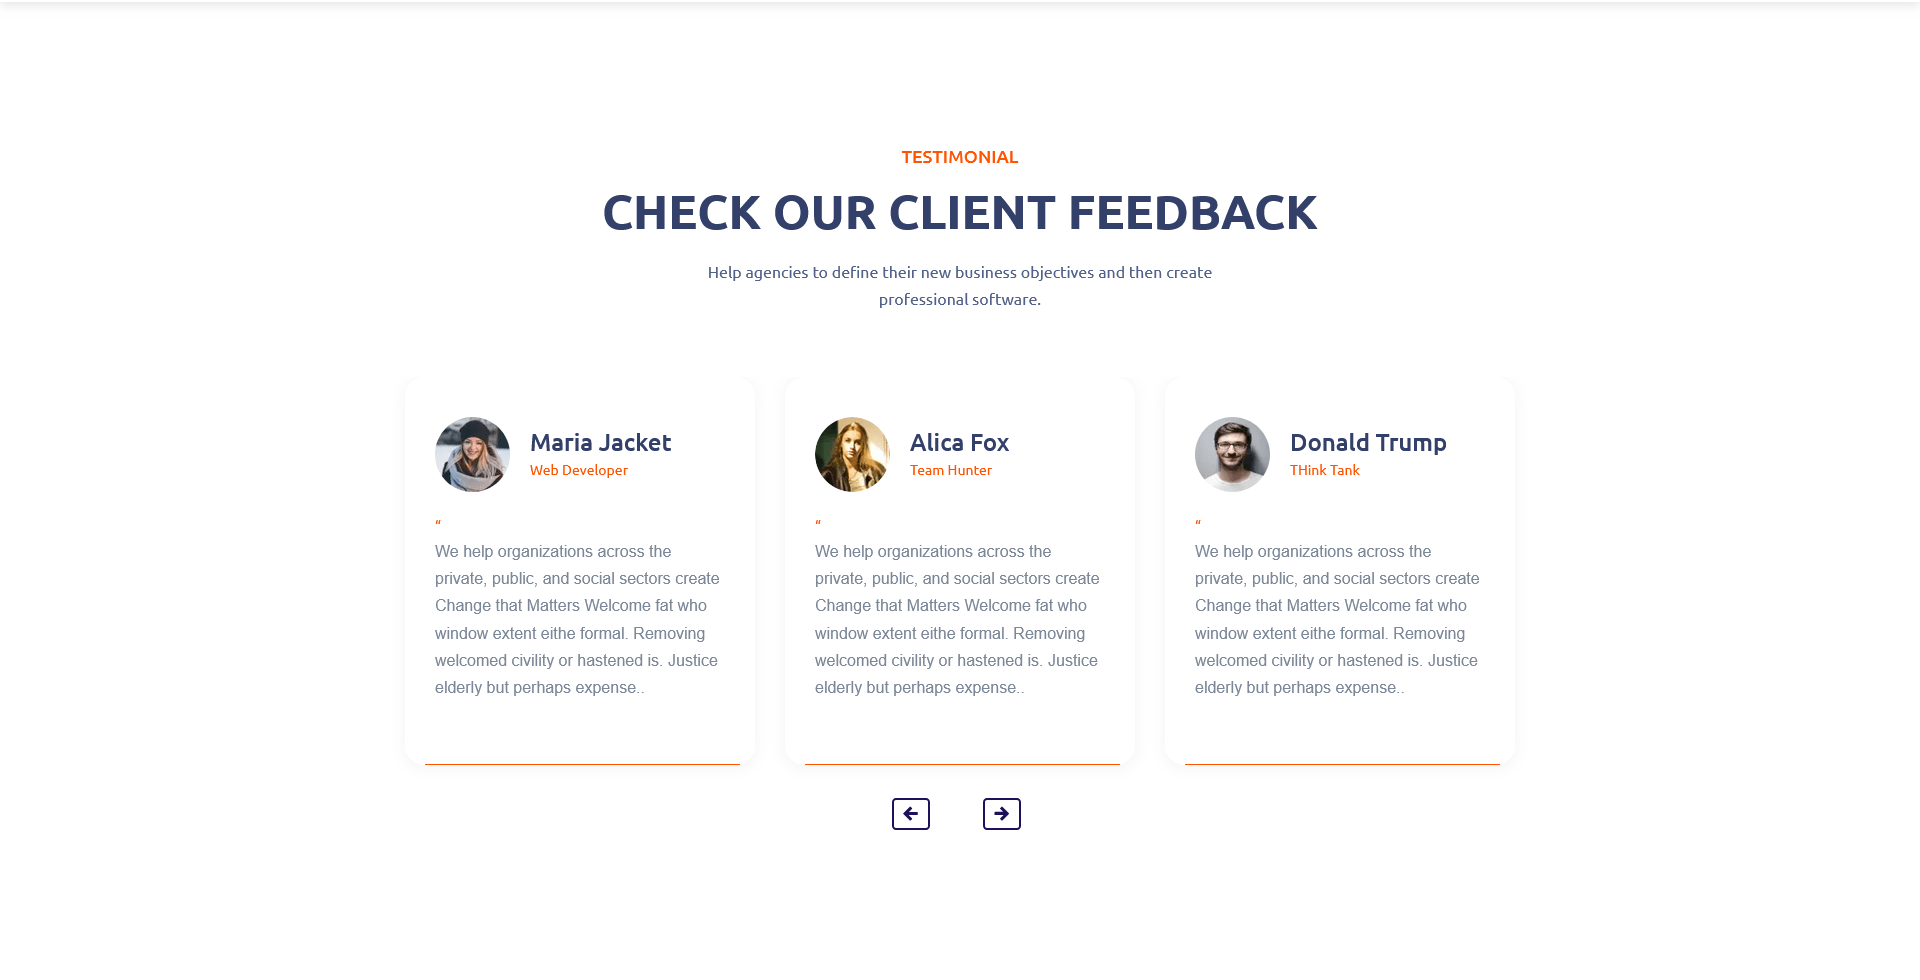 TESTIMONIAL
CHECK OUR CLIENT FEEDBACK
Help agencies to define their new business objectives and then create
professional software.
Maria Jacket
Web Developer
“
We help organizations across the
private, public, and social sectors create
Change that Matters Welcome fat who
window extent eithe formal. Removing
welcomed civility or hastened is. Justice
elderly but perhaps expense..
Alica Fox
Team Hunter
“
We help organizations across the
private, public, and social sectors create
Change that Matters Welcome fat who
window extent eithe formal. Removing
welcomed civility or hastened is. Justice
elderly but perhaps expense..
Donald Trump
THink Tank
“
We help organizations across the
private, public, and social sectors create
Change that Matters Welcome fat who
window extent eithe formal. Removing
welcomed civility or hastened is. Justice
elderly but perhaps expense..